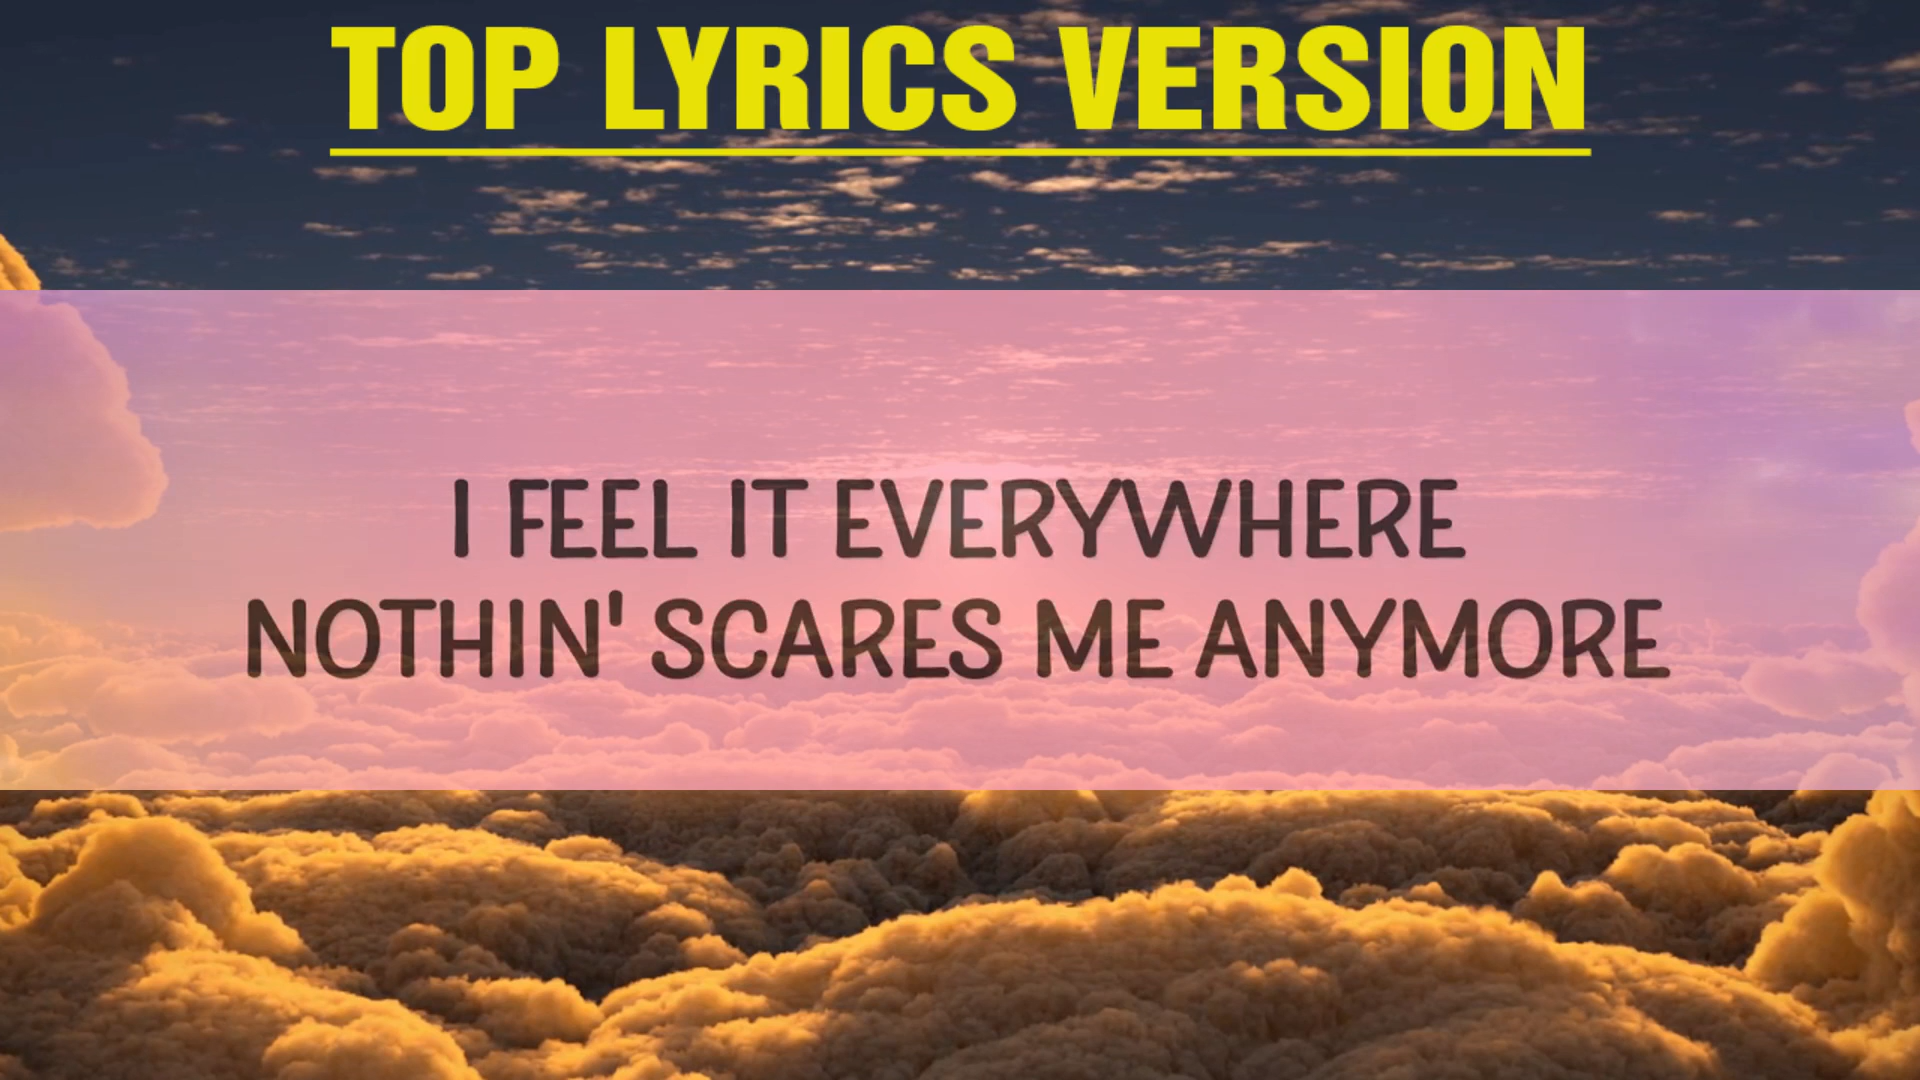 TOP LYRICS VERSION
I FEEL IT EVERYWHERE
NOTHIN' SCARES ME ANYMORE